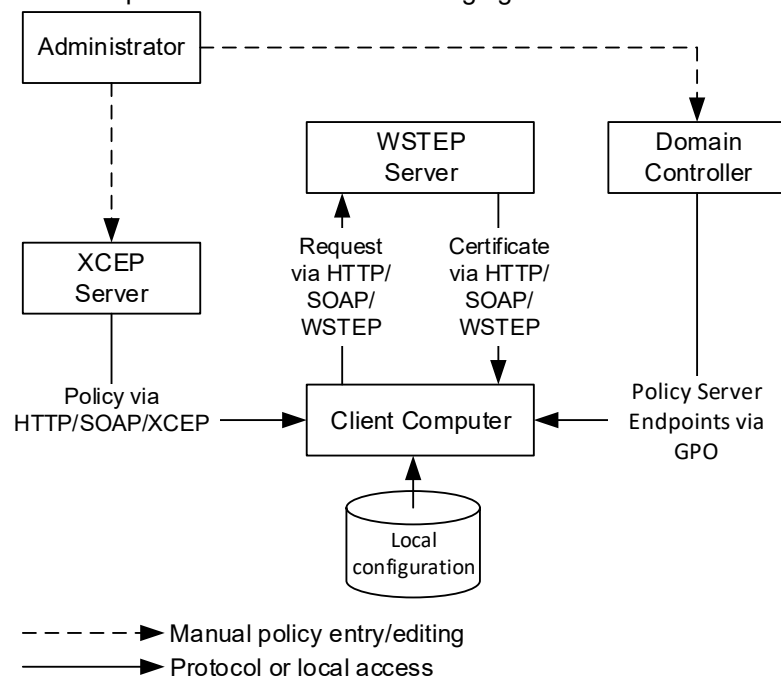 Administrator
WSTEP
Server
Domain
Controller
XCEP
Server
Request
via HTTP/
SOAP/
WSTEP
Certificate
via HTTP/
SOAP/
WSTEP
Policy via
HTTP/SOAP/XCEP
Client Computer
Policy Server
Endpoints via
GPO
Local
configuration
Manual policy entry/editing
Protocol or local access